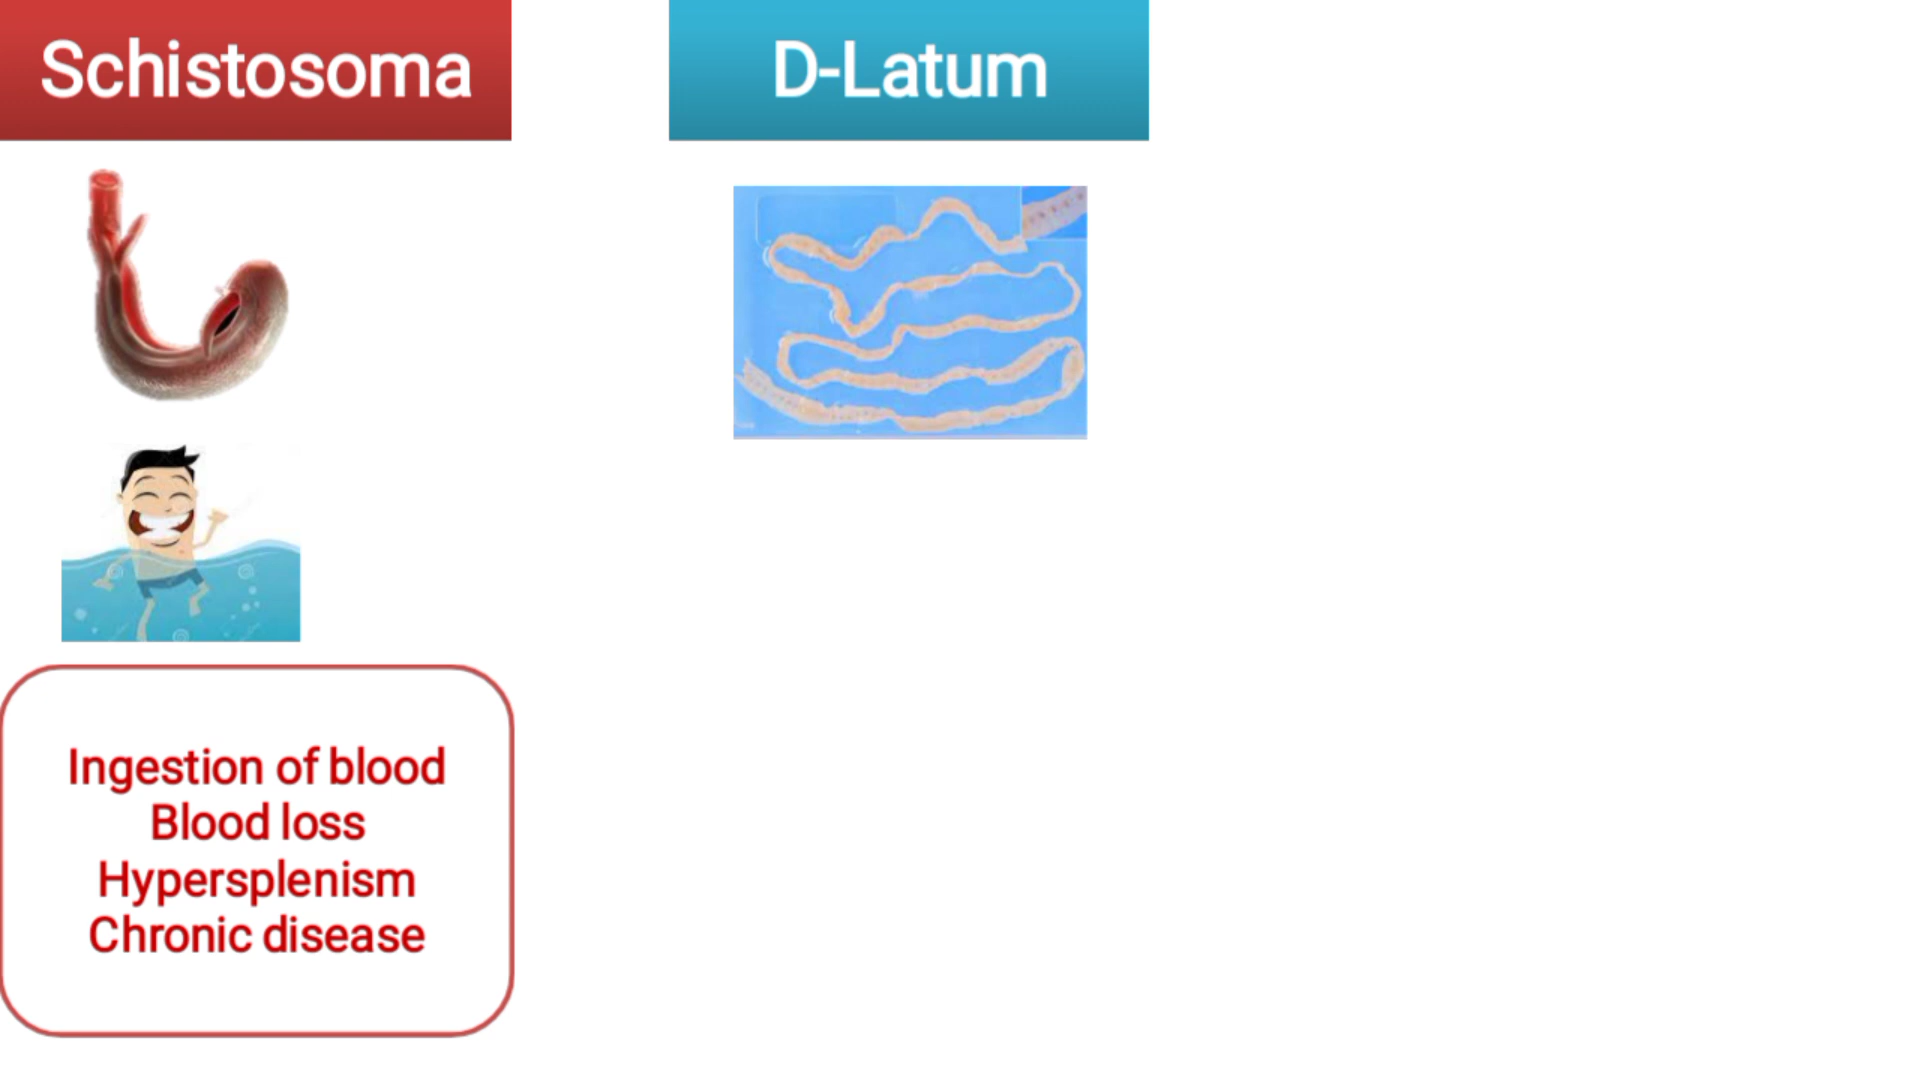 Schistosoma
D-Latum
Ingestion of blood
Blood loss
Hypersplenism
Chronic disease